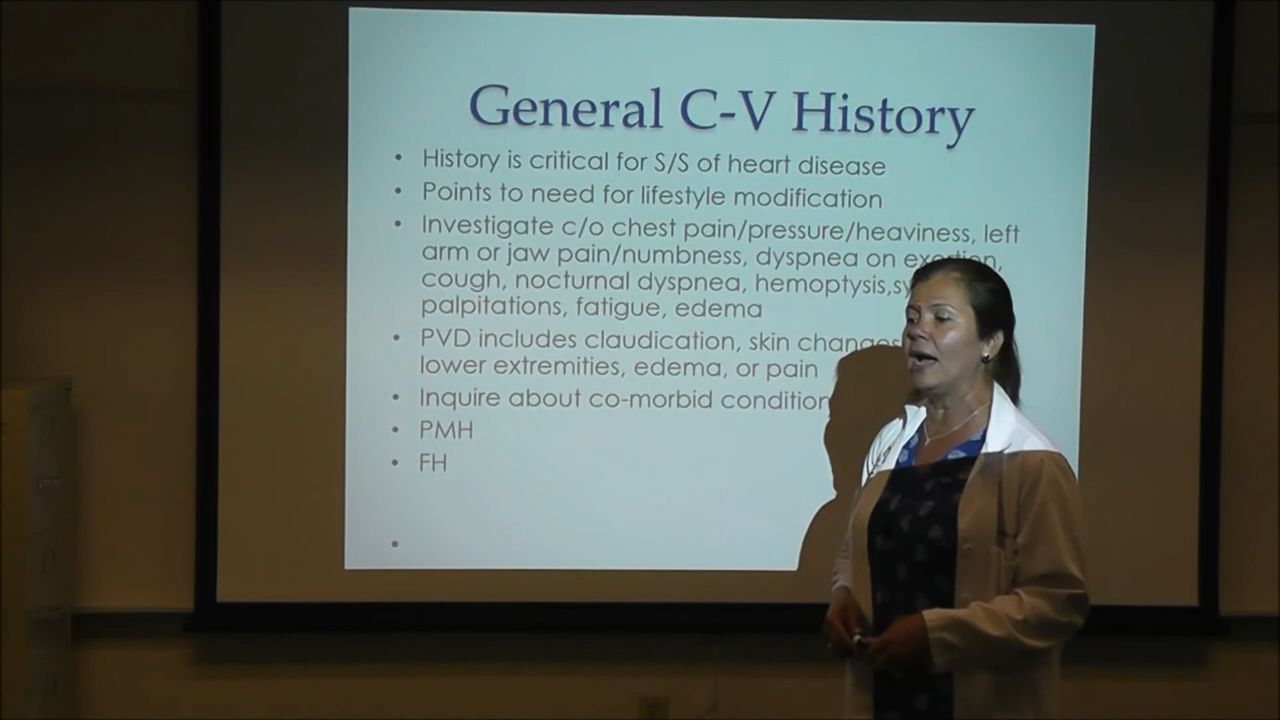 General C-V History
• History is critical for S/S of heart disease
• Points to need for lifestyle modification
• Investigate c/o chest pain/pressure/heaviness, left
arm or jaw pain/numbness, dyspnea on exertion,
cough, nocturnal dyspnea, hemoptysis,
palpitations, fatigue, edema
• PVD includes claudication, skin changes
lower extremities, edema, or pain
• Inquire about co-morbid condition
• PMH
• FH
•